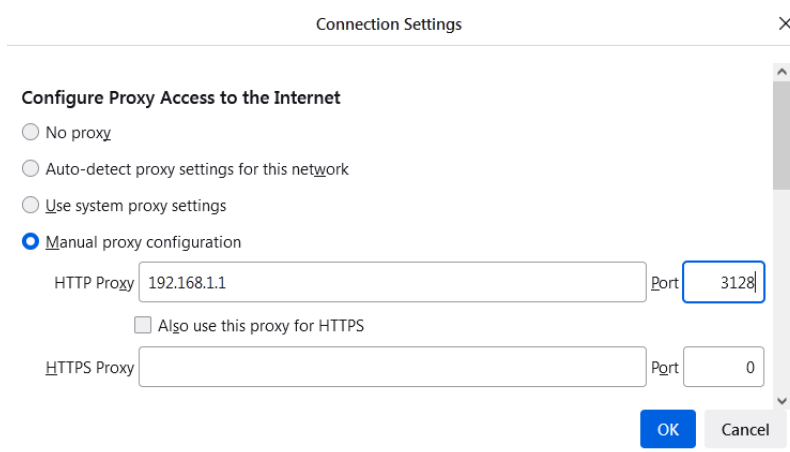 Connection Settings
Configure Proxy Access to the Internet
No proxy
Auto-detect proxy settings for this network
Use system proxy settings
Manual proxy configuration
HTTP Proxy 192.168.1.1 Port 3128
Also use this proxy for HTTPS
HTTPS Proxy Port 0
OK Cancel